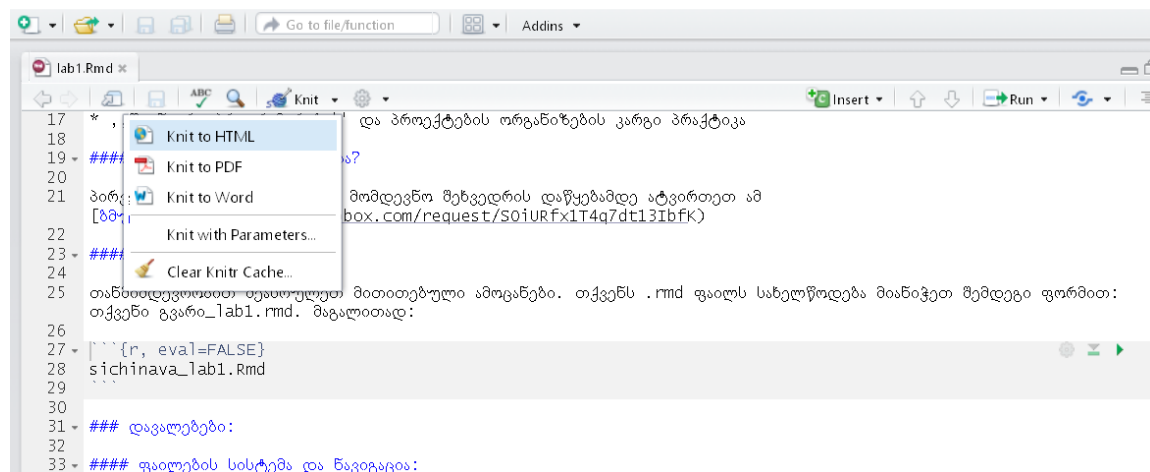 Go to file/function Addins
lab1.Rmd
ABC Knit Insert Run
17 * , და პროექტების ორგანიზების კარგი პრაქტიკა
Knit to HTML
18
19 #### ა?
Knit to PDF
20
21 პირვ მომდევნო შეხვედრის დაწყებამდე ატვირთეთ ამ
Knit to Word
box.com/request/SOiURfx1T4q7dt13IbfK)
22
Knit with Parameters...
23 ####
24
Clear Knitr Cache...
25 თანმიმდევრობით შეასრულეთ მითითებული ამოცანები. თქვენს .rmd ფაილს სახელწოდება მიანიჭეთ შემდეგი ფორმით:
თქვენი გვარი_lab1.rmd. მაგალითად:
26
27 ```{r, eval=FALSE}
28 sichinava_lab1.Rmd
29 ```
30
31 ### დავალებები:
32
33 #### ფაილების სისტემა და ნავიგაცია: